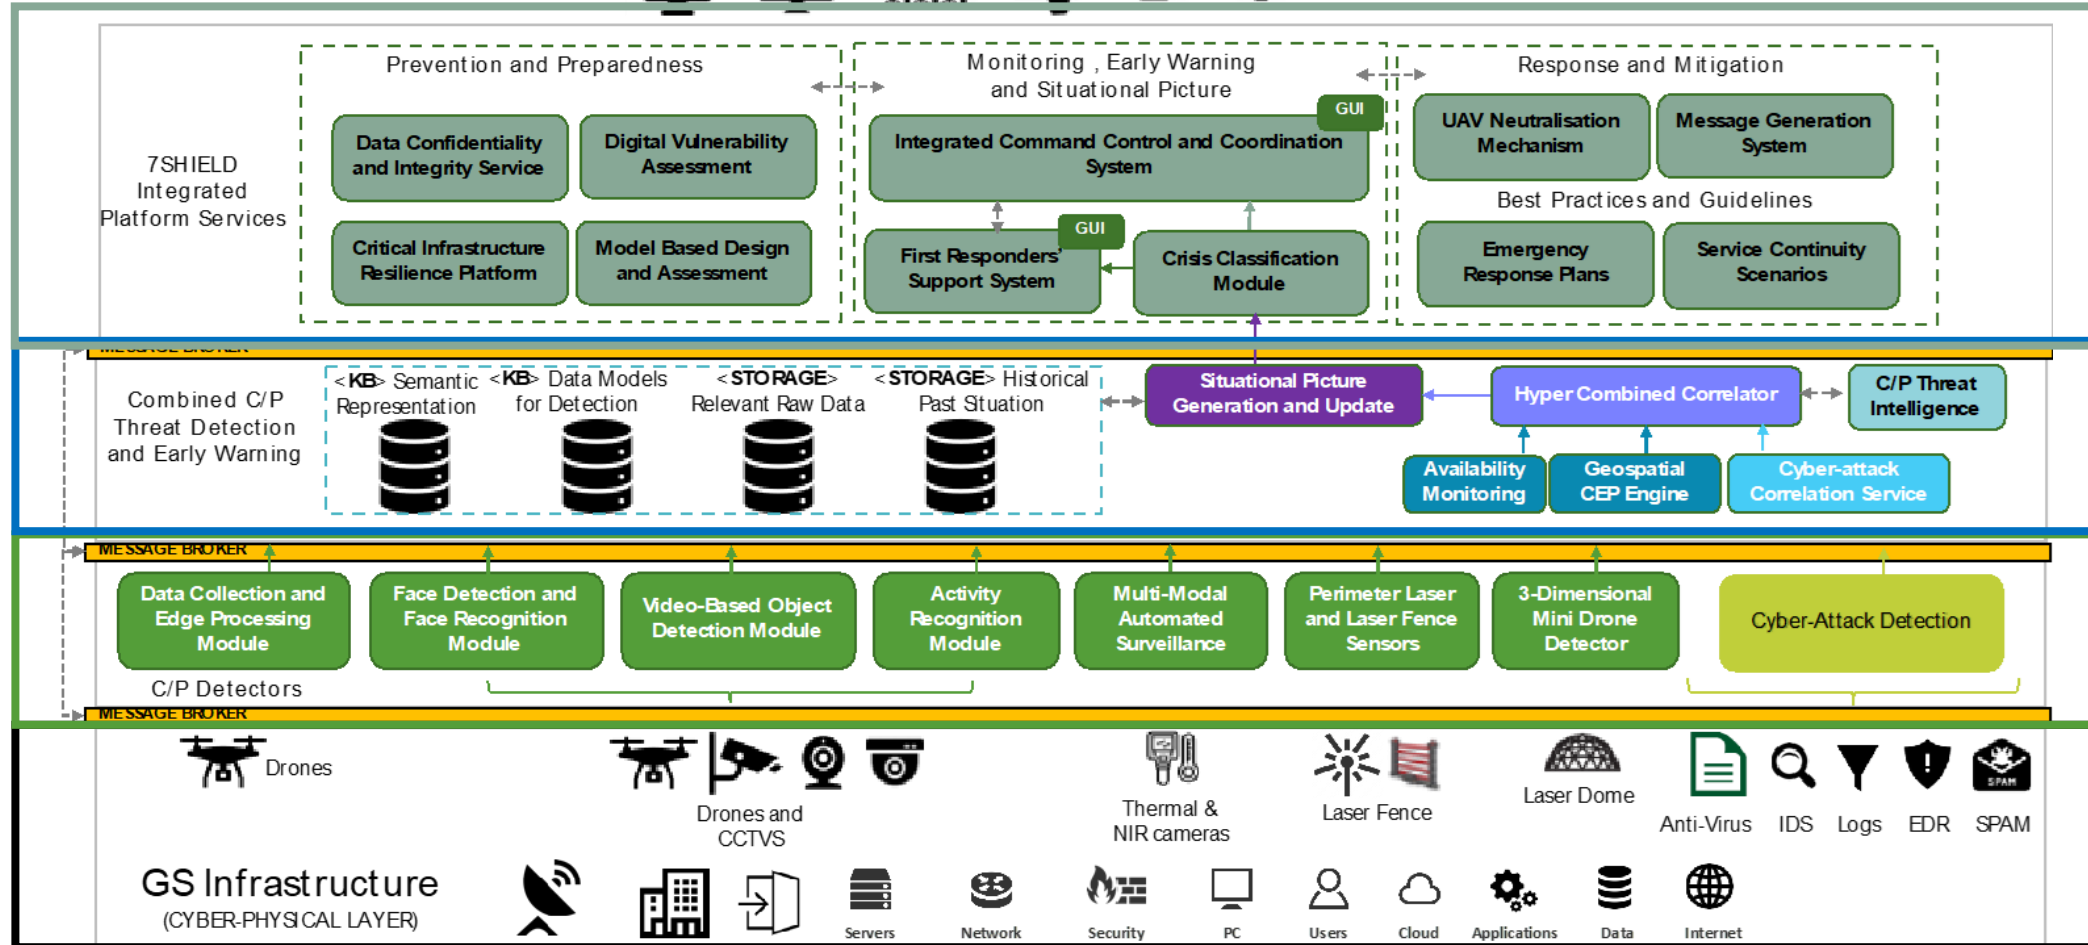 Prevention and Preparedness
Monitoring , Early Warning
and Situational Picture
Response and Mitigation
GUI
7SHIELD
Integrated
Platform Services
Data Confidentiality
and Integrity Service
Digital Vulnerability
Assessment
Integrated Command Control and Coordination
System
UAV Neutralisation
Mechanism
Message Generation
System
Best Practices and Guidelines
Critical Infrastructure
Resilience Platform
Model Based Design
and Assessment
GUI
First Responders'
Support System
Crisis Classification
Module
Emergency
Response Plans
Service Continuity
Scenarios
MESSAGE BROKER
Combined C/P
Threat Detection
and Early Warning
<KB> Semantic
Representation
<KB> Data Models
for Detection
<STORAGE>
Relevant Raw Data
<STORAGE> Historical
Past Situation
Situational Picture
Generation and Update
Hyper Combined Correlator
C/P Threat
Intelligence
Availability
Monitoring
Geospatial
CEP Engine
Cyber-attack
Correlation Service
MESSAGE BROKER
Data Collection and
Edge Processing
Module
Face Detection and
Face Recognition
Module
Video-Based Object
Detection Module
Activity
Recognition
Module
Multi-Modal
Automated
Surveillance
Perimeter Laser
and Laser Fence
Sensors
3-Dimensional
Mini Drone
Detector
Cyber-Attack Detection
C/P Detectors
MESSAGE BROKER
Drones
Drones and
CCTVS
Thermal &
NIR cameras
Laser Fence
Laser Dome
Anti-Virus
IDS
Logs
EDR
SPAM
SPAM
GS Infrastructure
(CYBER-PHYSICAL LAYER)
Servers
Network
Security
PC
Users
Cloud
Applications
Data
Internet